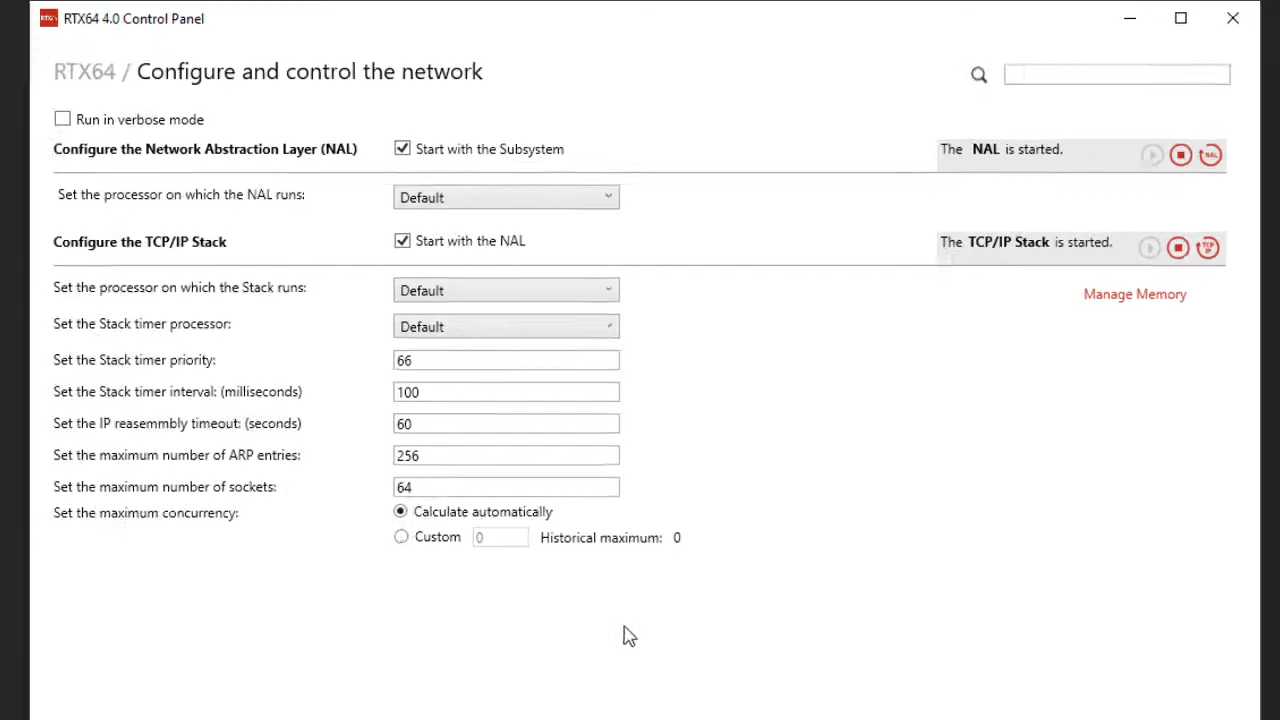 RTX64 4.0 Control Panel
RTX64 / Configure and control the network
Run in verbose mode
Configure the Network Abstraction Layer (NAL) Start with the Subsystem The NAL is started. NAL
Set the processor on which the NAL runs: Default
Configure the TCP/IP Stack Start with the NAL The TCP/IP Stack is started. TCP IP
Set the processor on which the Stack runs: Default Manage Memory
Set the Stack timer processor: Default
Set the Stack timer priority: 66
Set the Stack timer interval: (milliseconds) 100
Set the IP reasemmbly timeout: (seconds) 60
Set the maximum number of ARP entries: 256
Set the maximum number of sockets: 64
Set the maximum concurrency: Calculate automatically
Custom 0 Historical maximum: 0